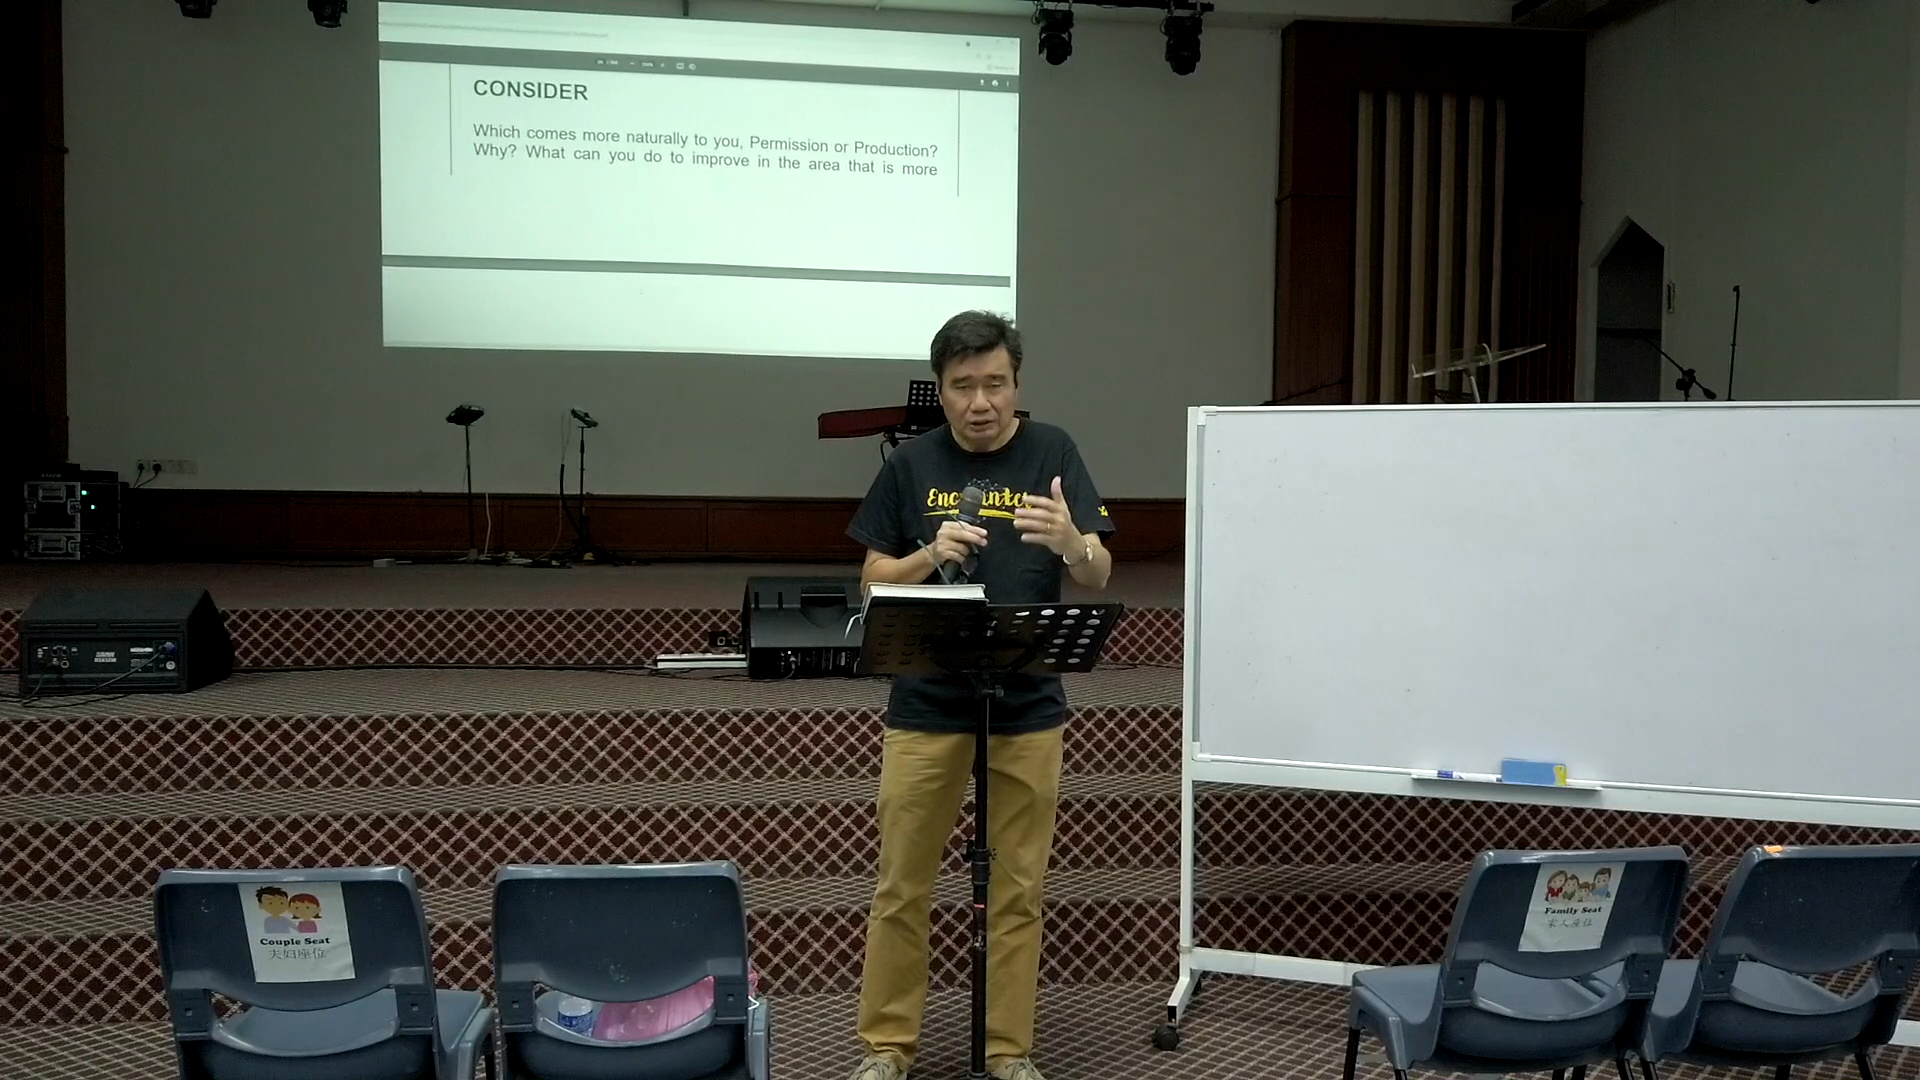 CONSIDER
Which comes more naturally to you, Permission or Production?
Why? What can you do to improve in the area that is more
Couple Seat
夫妇座位
Family Seat
家人座位